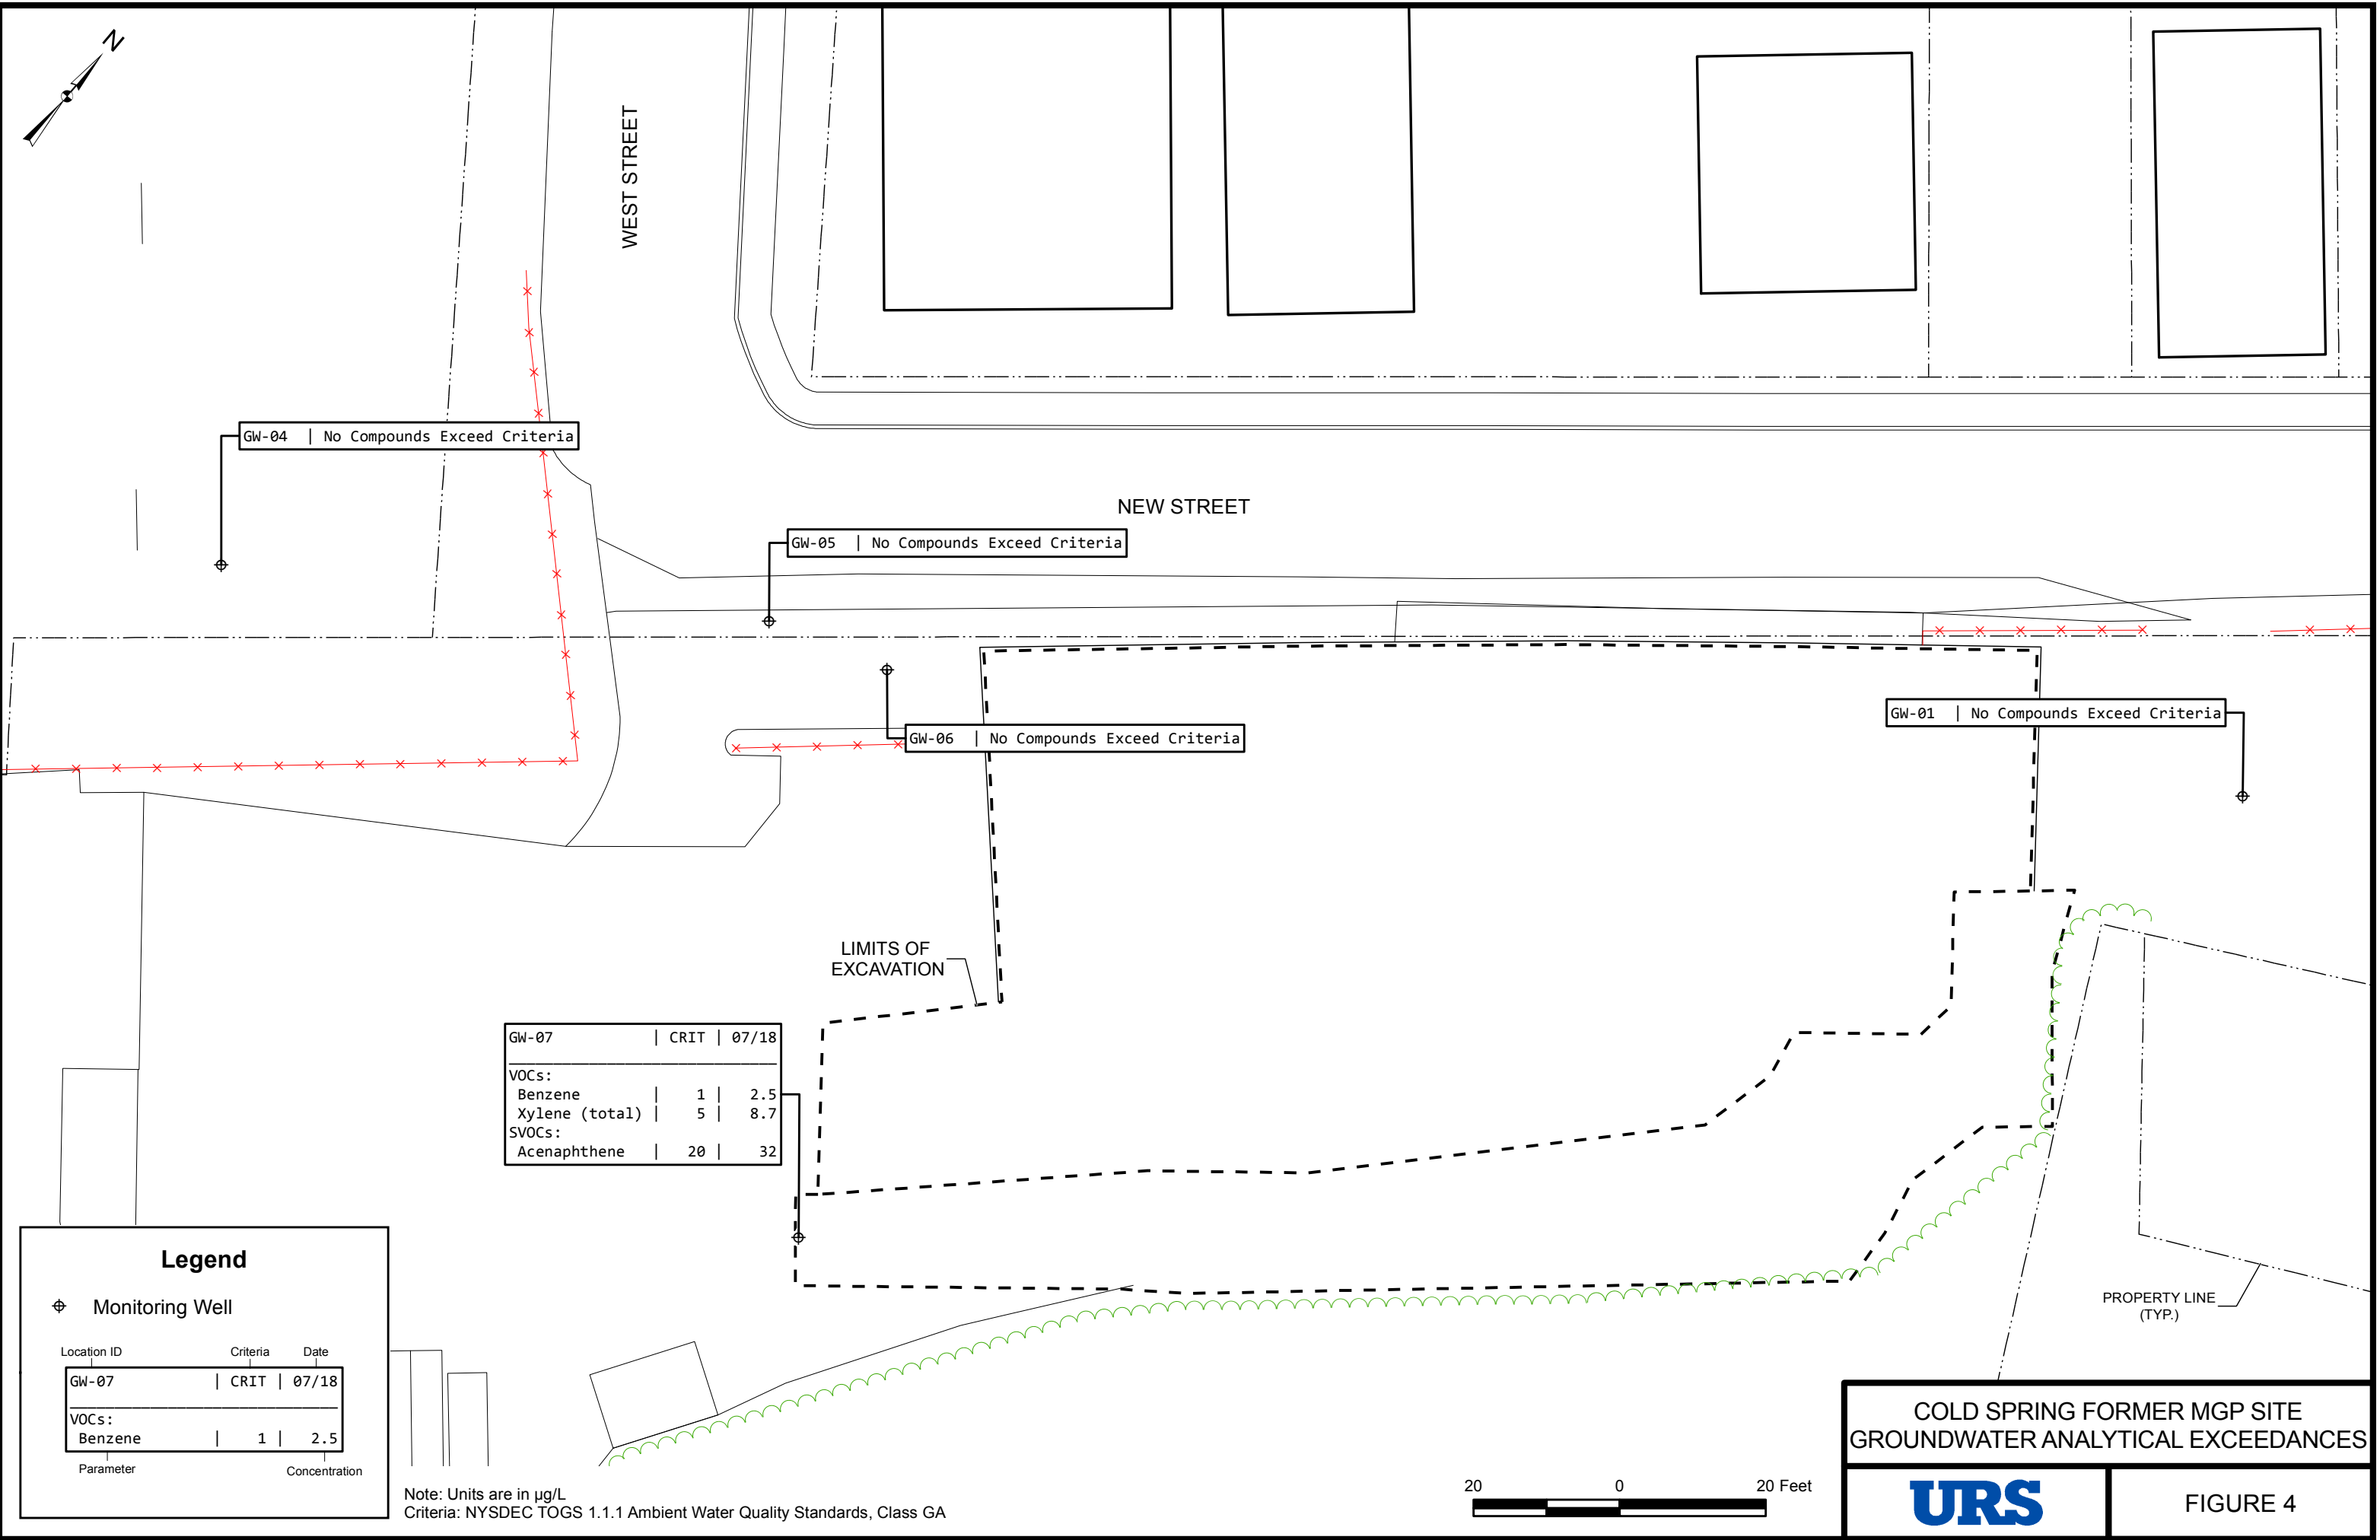 N
WEST STREET
GW-04 | No Compounds Exceed Criteria
NEW STREET
GW-05 | No Compounds Exceed Criteria
GW-01 | No Compounds Exceed Criteria
GW-06 | No Compounds Exceed Criteria
LIMITS OF
EXCAVATION
GW-07 | CRIT | 07/18
VOCs:
Benzene | 1 | 2.5
Xylene (total) | 5 | 8.7
SVOCs:
Acenaphthene | 20 | 32
Legend
Monitoring Well
Location ID Criteria Date
GW-07 | CRIT | 07/18
VOCs:
Benzene | 1 | 2.5
Parameter Concentration
Note: Units are in µg/L
Criteria: NYSDEC TOGS 1.1.1 Ambient Water Quality Standards, Class GA
20 0 20 Feet
PROPERTY LINE
(TYP.)
COLD SPRING FORMER MGP SITE
GROUNDWATER ANALYTICAL EXCEEDANCES
URS
FIGURE 4